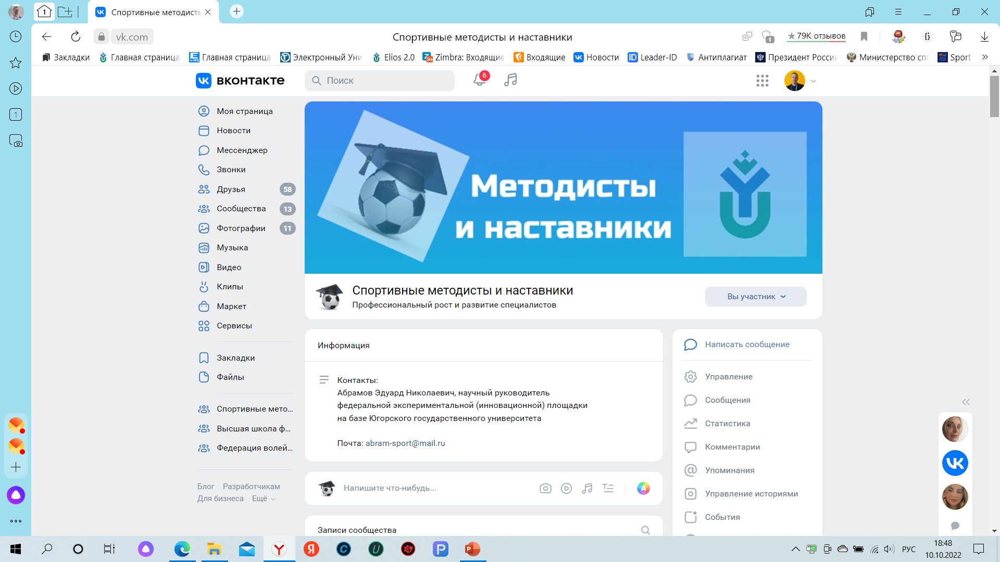 1
Спортивные методисть
vk.com
Спортивные методисты и наставники
1
★ 79K отзывов
{}
Закладки
Главная страница
Главная страница
Электронный Уни
Elios 2.0
Zimbra: Входящие
Входящие
Новости
Leader-ID
Антиплагиат
Президент России
Министерство спо
Sport
»
1
вконтакте
Поиск
6
Моя страница
Новости
Мессенджер
Звонки
Друзья 58
Сообщества 13
Фотографии 11
Музыка
Видео
Клипы
Маркет
Сервисы
Закладки
Файлы
Спортивные мето...
Высшая школа ф...
Федерация волей...
Блог Разработчикам
Для бизнеса Ещё
Методисты
и наставники
Спортивные методисты и наставники
Профессиональный рост и развитие специалистов
Вы участник
Информация
Контакты:
Абрамов Эдуард Николаевич, научный руководитель
федеральной экспериментальной (инновационной) площадки
на базе Югорского государственного университета
Почта: abram-sport@mail.ru
Напишите что-нибудь...
A
Записи сообщества
Написать сообщение
Управление
Сообщения
Статистика
Комментарии
Упоминания
Управление историями
События
РУС
18:48
10.10.2022